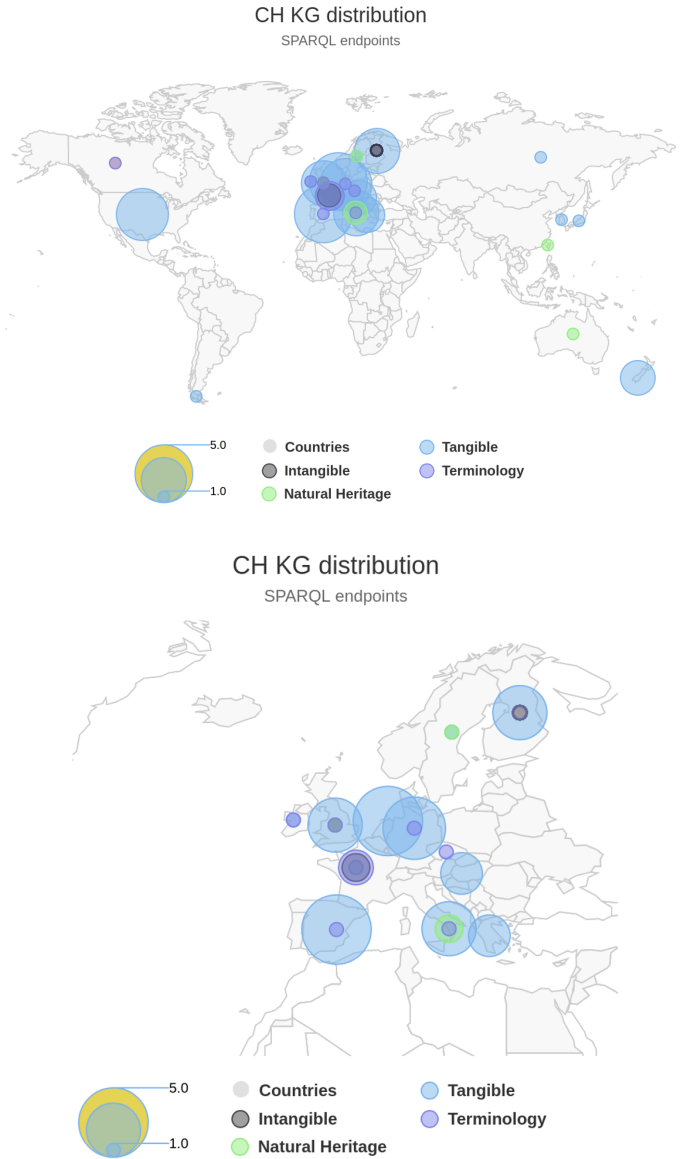 CH KG distribution
SPARQL endpoints
5.0
1.0
Countries
Tangible
Intangible
Terminology
Natural Heritage
CH KG distribution
SPARQL endpoints
5.0
1.0
Countries
Tangible
Intangible
Terminology
Natural Heritage